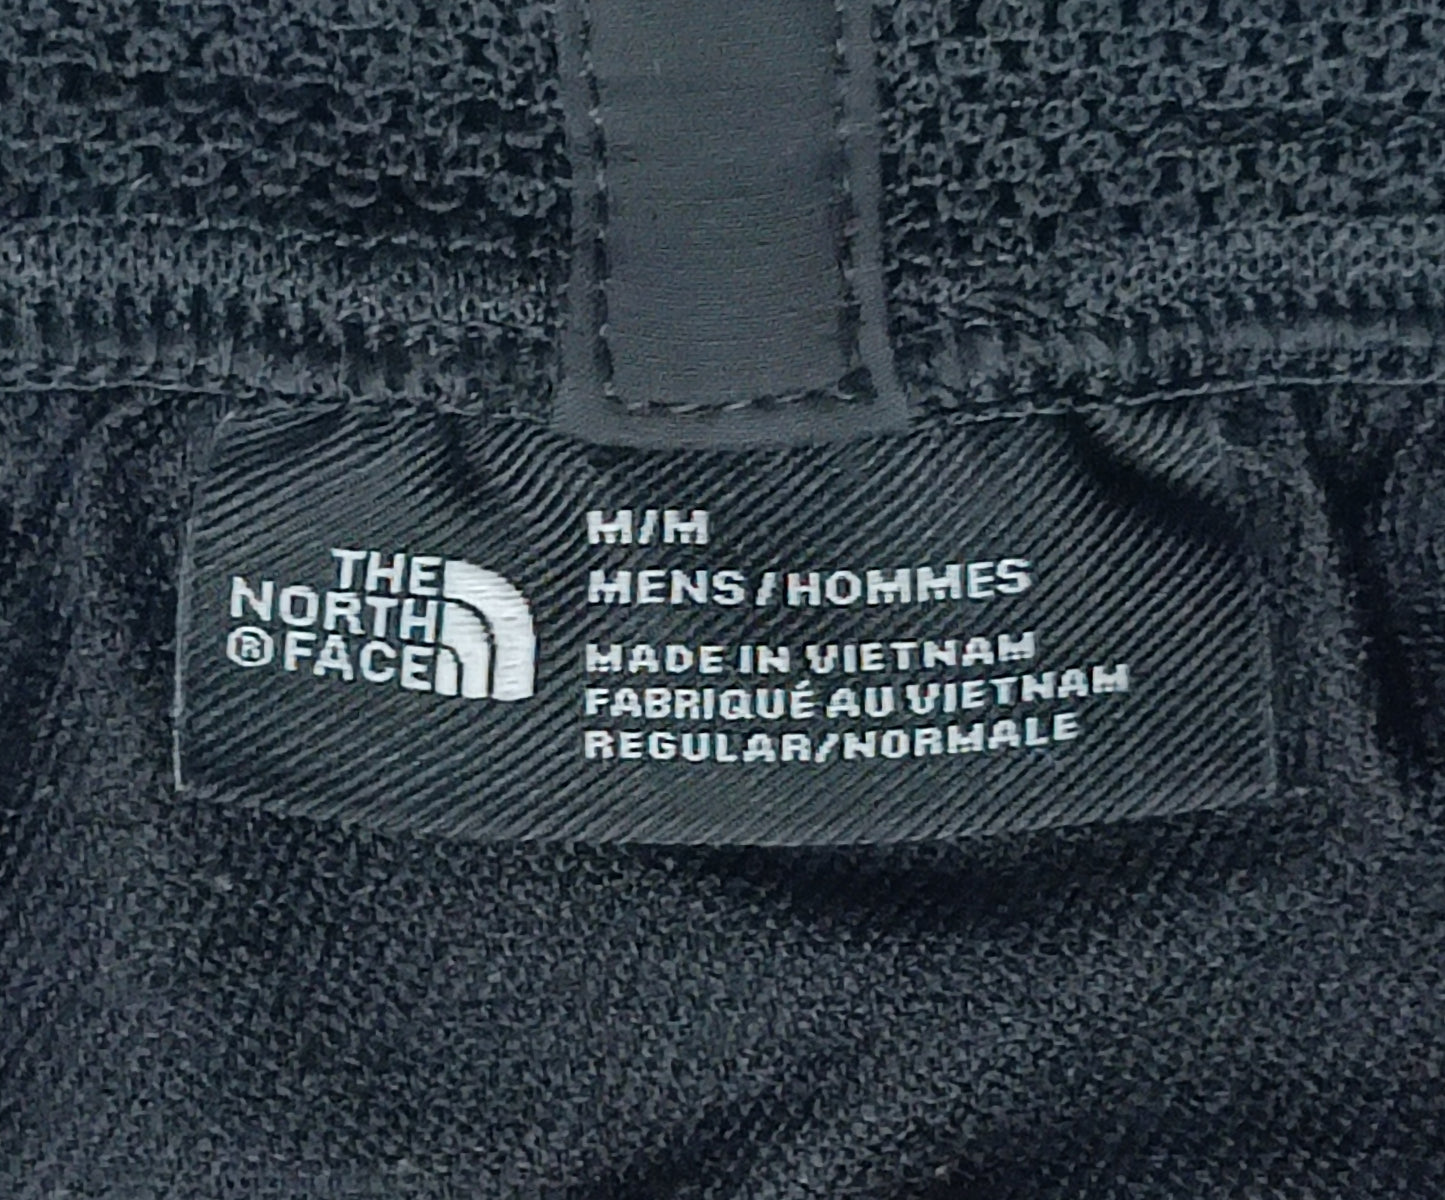 THE
NORTH
® FACE
M/M
MENS/HOMMES
MADE IN VIETNAM
FABRIQUÉ AU VIETNAM
REGULAR/NORMALE